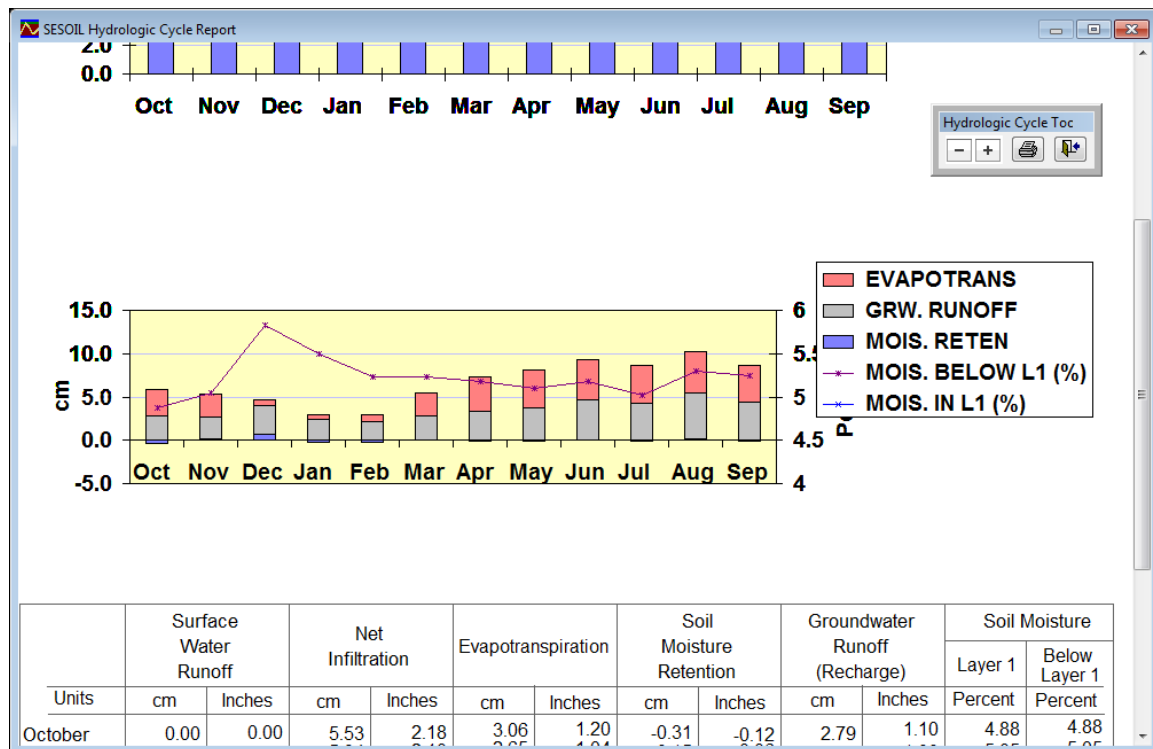 SESOIL Hydrologic Cycle Report
2.0
0.0
Oct Nov Dec Jan Feb Mar Apr May Jun Jul Aug Sep
Hydrologic Cycle Toc
- +
EVAPOTRANS
GRW. RUNOFF
MOIS. RETEN
MOIS. BELOW L1 (%)
MOIS. IN L1 (%)
15.0
10.0
5.0
0.0
-5.0
cm
6
5.5
5
4.5
4
Oct Nov Dec Jan Feb Mar Apr May Jun Jul Aug Sep
Surface Water Runoff Net Infiltration Evapotranspiration Soil Moisture Retention Groundwater Runoff (Recharge) Soil Moisture
Layer 1 Below Layer 1
Units cm Inches cm Inches cm Inches cm Inches cm Inches Percent Percent
October 0.00 0.00 5.53 2.18 3.06 1.20 -0.31 -0.12 2.79 1.10 4.88 4.88